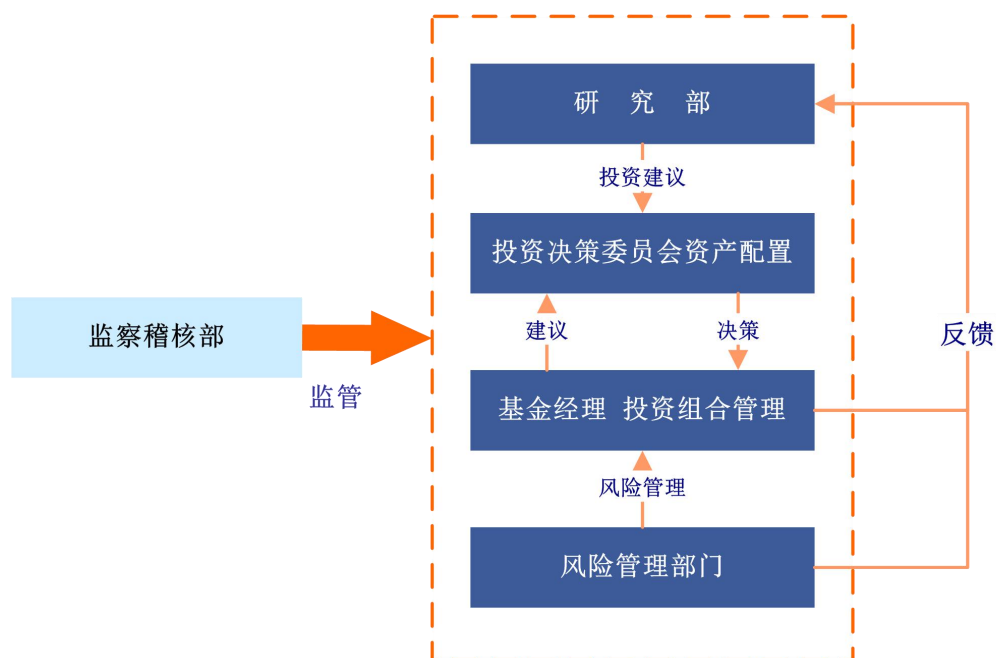 研 究 部
投资建议
投资决策委员会资产配置
建议
决策
监察稽核部
监管
反馈
基金经理 投资组合管理
风险管理
风险管理部门